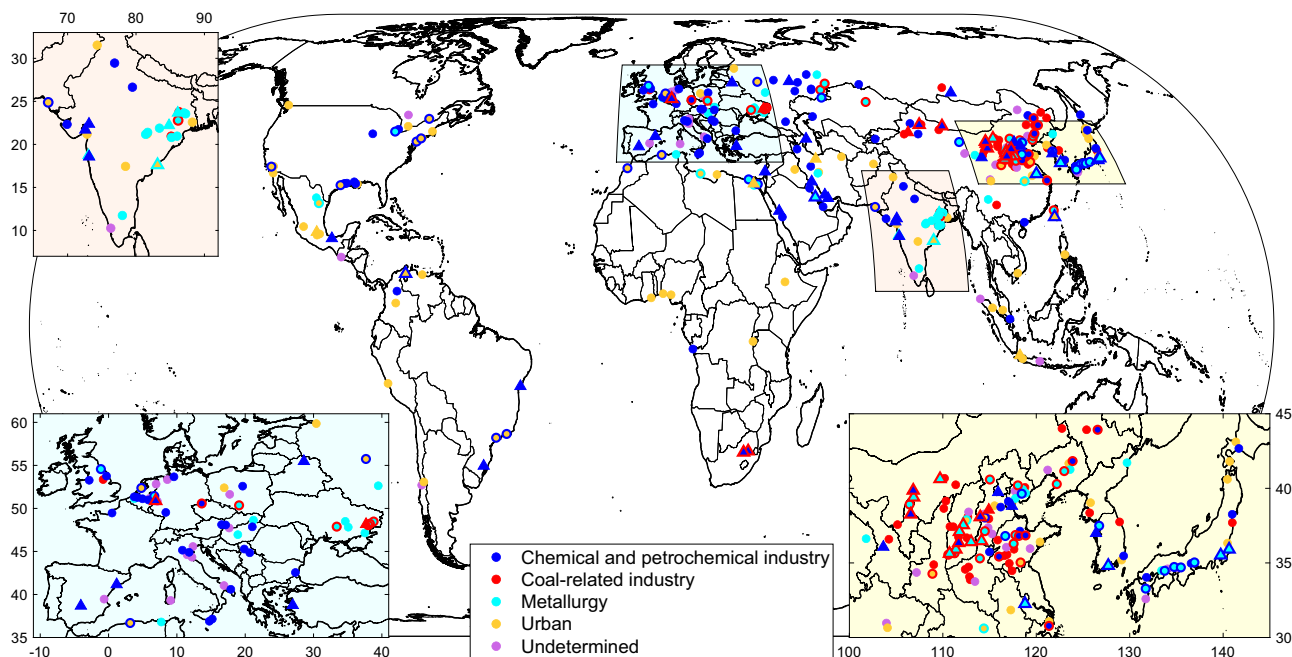 70 80 90
30
25
20
15
10
60
55
50
45
40
35
-10 0 10 20 30 40
Chemical and petrochemical industry
Coal-related industry
Metallurgy
Urban
Undetermined
45
40
35
30
100 110 120 130 140